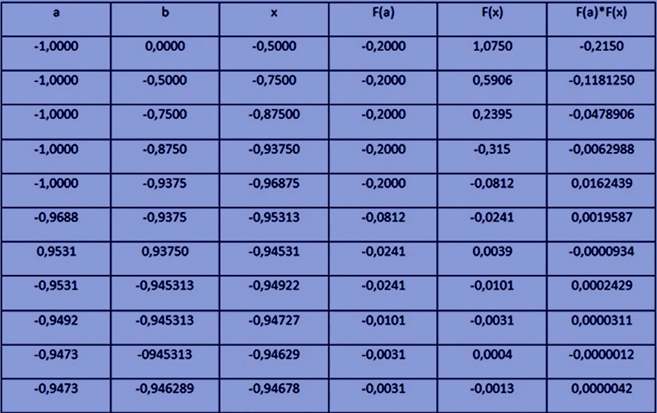 a b x F(a) F(x) F(a)*F(x)
-1,0000 0,0000 -0,5000 -0,2000 1,0750 -0,2150
-1,0000 -0,5000 -0,7500 -0,2000 0,5906 -0,1181250
-1,0000 -0,7500 -0,87500 -0,2000 0,2395 -0,0478906
-1,0000 -0,8750 -0,93750 -0,2000 -0,315 -0,0062988
-1,0000 -0,9375 -0,96875 -0,2000 -0,0812 0,0162439
-0,9688 -0,9375 -0,95313 -0,0812 -0,0241 0,0019587
0,9531 0,93750 -0,94531 -0,0241 0,0039 -0,0000934
-0,9531 -0,945313 -0,94922 -0,0241 -0,0101 0,0002429
-0,9492 -0,945313 -0,94727 -0,0101 -0,0031 0,0000311
-0,9473 -0945313 -0,94629 -0,0031 0,0004 -0,0000012
-0,9473 -0,946289 -0,94678 -0,0031 -0,0013 0,0000042